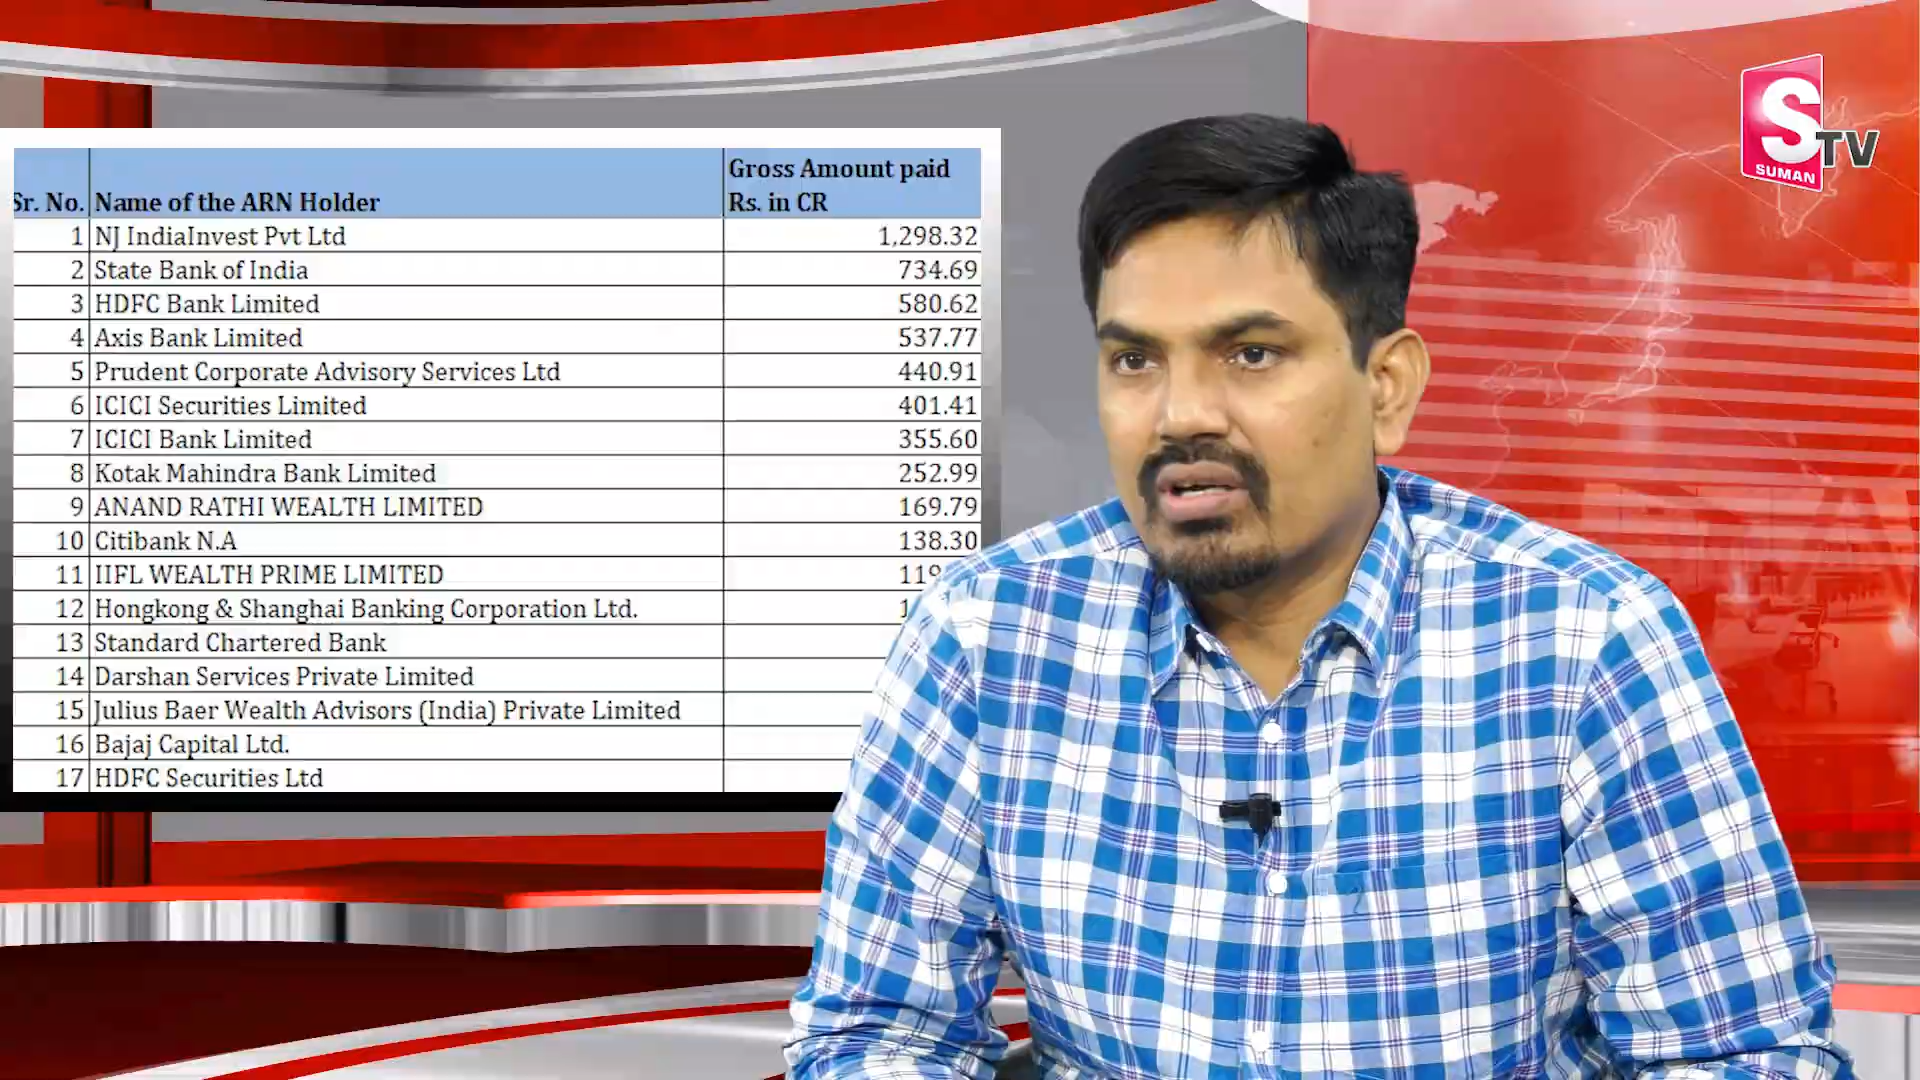 Gross Amount paid
Sr. No. Name of the ARN Holder Rs. in CR
1 NJ IndiaInvest Pvt Ltd 1,298.32
2 State Bank of India 734.69
3 HDFC Bank Limited 580.62
4 Axis Bank Limited 537.77
5 Prudent Corporate Advisory Services Ltd 440.91
6 ICICI Securities Limited 401.41
7 ICICI Bank Limited 355.60
8 Kotak Mahindra Bank Limited 252.99
9 ANAND RATHI WEALTH LIMITED 169.79
10 Citibank N.A 138.30
11 IIFL WEALTH PRIME LIMITED
12 Hongkong & Shanghai Banking Corporation Ltd.
13 Standard Chartered Bank
14 Darshan Services Private Limited
15 Julius Baer Wealth Advisors (India) Private Limited
16 Bajaj Capital Ltd.
17 HDFC Securities Ltd
S TV
SUMAN